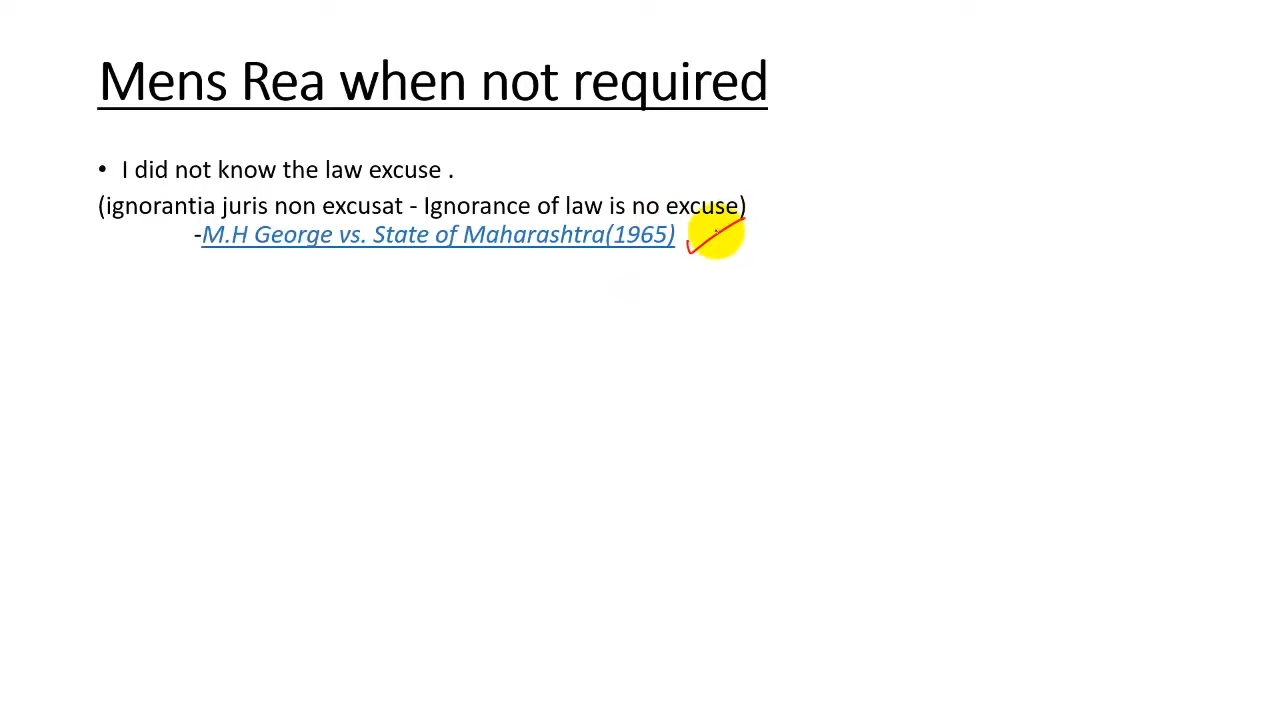 Mens Rea when not required
• I did not know the law excuse .
(ignorantia juris non excusat - Ignorance of law is no excuse)
-M.H George vs. State of Maharashtra(1965)